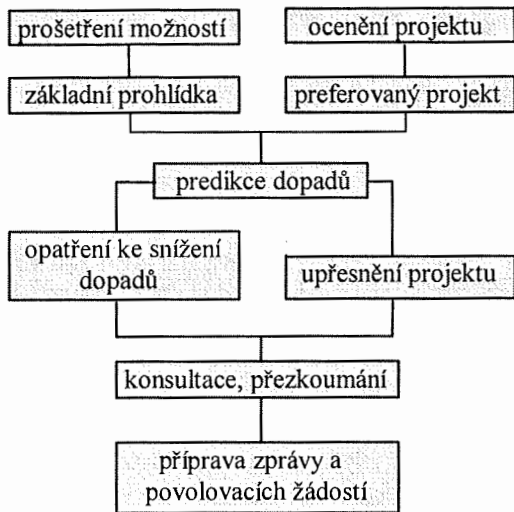 prošetření možností
ocenění projektu
základní prohlídka
preferovaný projekt
predikce dopadů
opatření ke snížení
dopadů
upřesnění projektu
konsultace, přezkoumání
příprava zprávy a
povolovacích žádostí